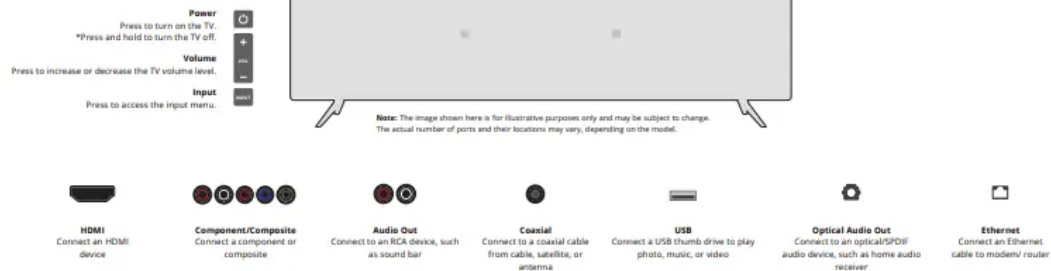 Power
Press to turn on the TV.
*Press and hold to turn the TV off.
Volume
Press to increase or decrease the TV volume level.
Input
Press to access the input menu.
+
VOL
−
INPUT
Note: The image shown here is for illustrative purposes only and may be subject to change.
The actual number of ports and their locations may vary, depending on the model.
HDMI
Connect an HDMI
device
Component/Composite
Connect a component or
composite
Audio Out
Connect to an RCA device, such
as sound bar
Coaxial
Connect to a coaxial cable
from cable, satellite, or
antenna
USB
Connect a USB thumb drive to play
photo, music, or video
Optical Audio Out
Connect to an optical/SPDIF
audio device, such as home audio
receiver
Ethernet
Connect an Ethernet
cable to modem/ router